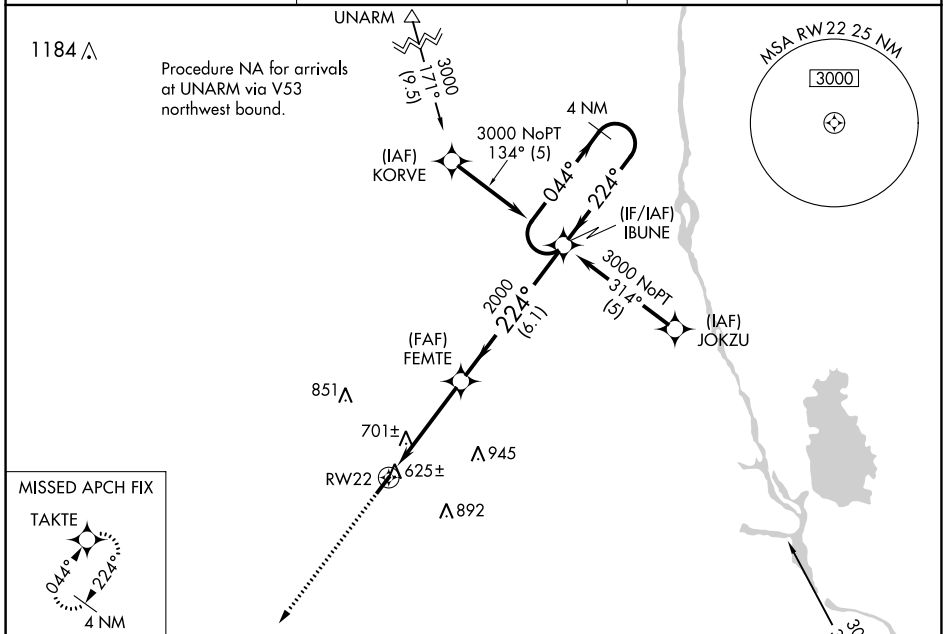 UNARM
1184
Procedure NA for arrivals
at UNARM via V53
northwest bound.
3000
171°
(9.5)
MSA RW22 25 NM
3000
4 NM
3000 NoPT
134° (5)
(IAF)
KORVE
044°
224°
(IF/IAF)
IBUNE
3000 NoPT
314°
(5)
(IAF)
JOKZU
2000
224°
(6.1)
(FAF)
FEMTE
851
701±
945
RW22
625±
892
MISSED APCH FIX
TAKTE
044°
224°
4 NM